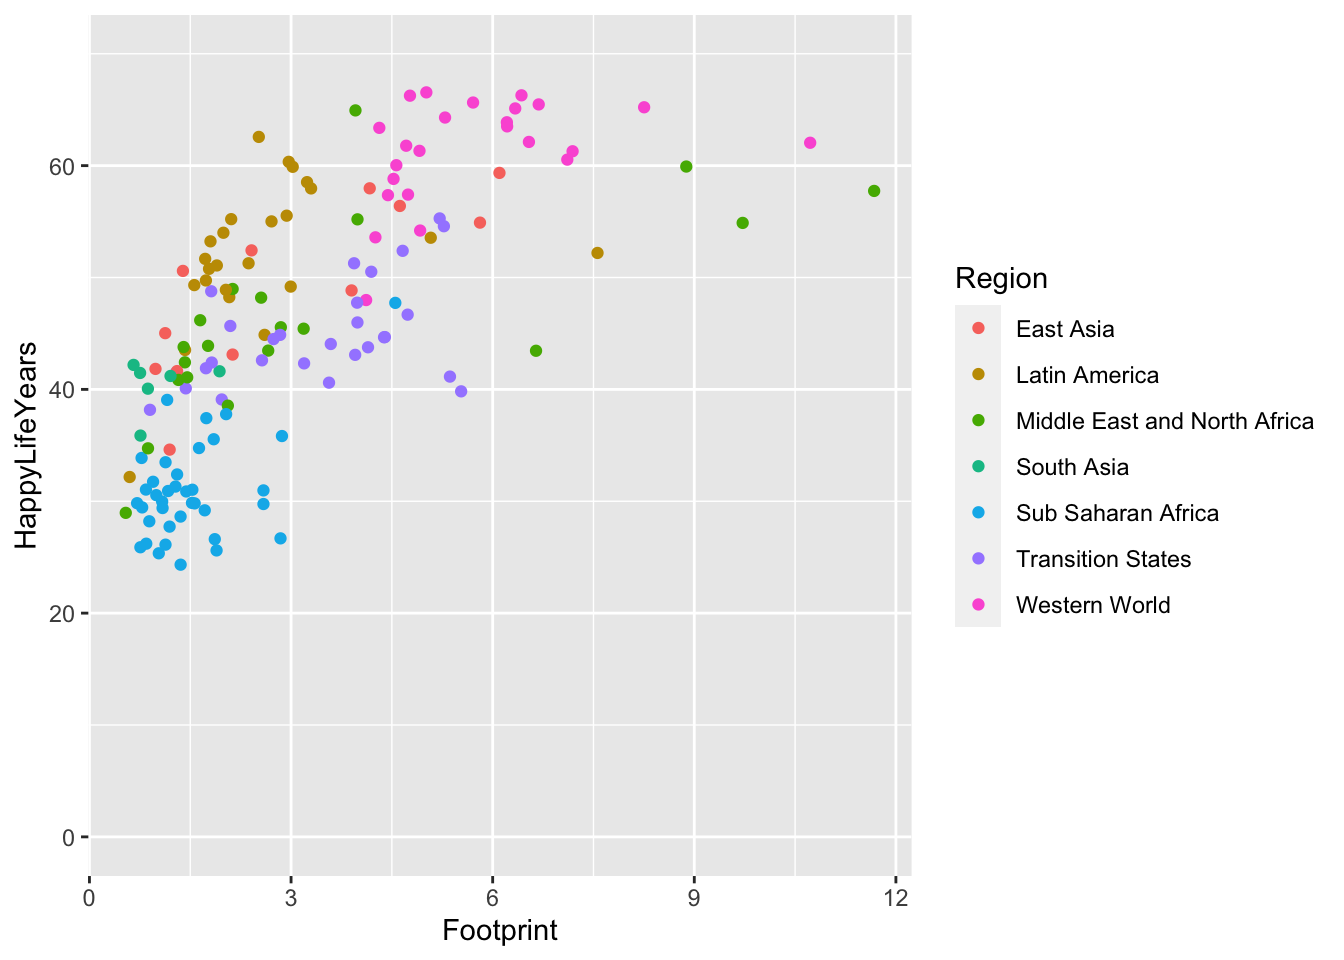 HappyLifeYears
60
40
20
0
0 3 6 9 12
Footprint
Region
East Asia
Latin America
Middle East and North Africa
South Asia
Sub Saharan Africa
Transition States
Western World